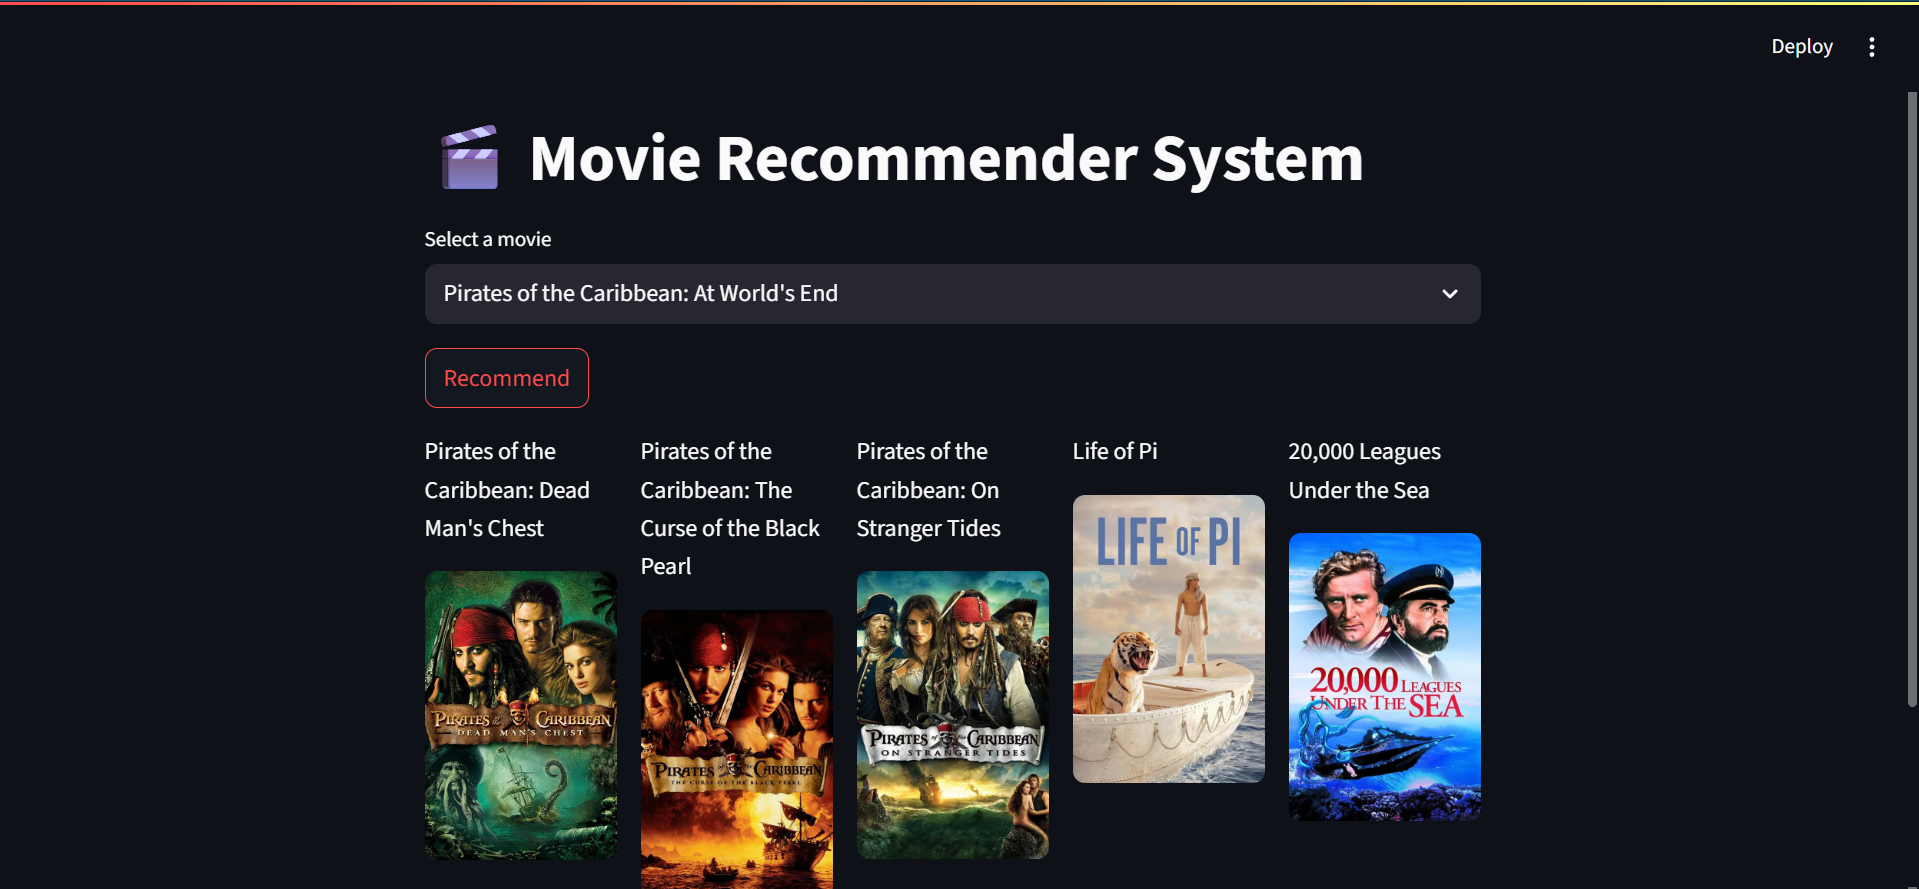 Deploy
Movie Recommender System
Select a movie
Pirates of the Caribbean: At World's End
Recommend
Pirates of the
Caribbean: Dead
Man's Chest
PIRATES of the CARIBBEAN
DEAD MAN'S CHEST
Pirates of the
Caribbean: The
Curse of the Black
Pearl
PIRATES of the CARIBBEAN
THE CURSE OF THE BLACK PEARL
Pirates of the
Caribbean: On
Stranger Tides
PIRATES of the CARIBBEAN
ON STRANGER TIDES
Life of Pi
LIFE OF PI
20,000 Leagues
Under the Sea
20,000 LEAGUES
UNDER THE SEA